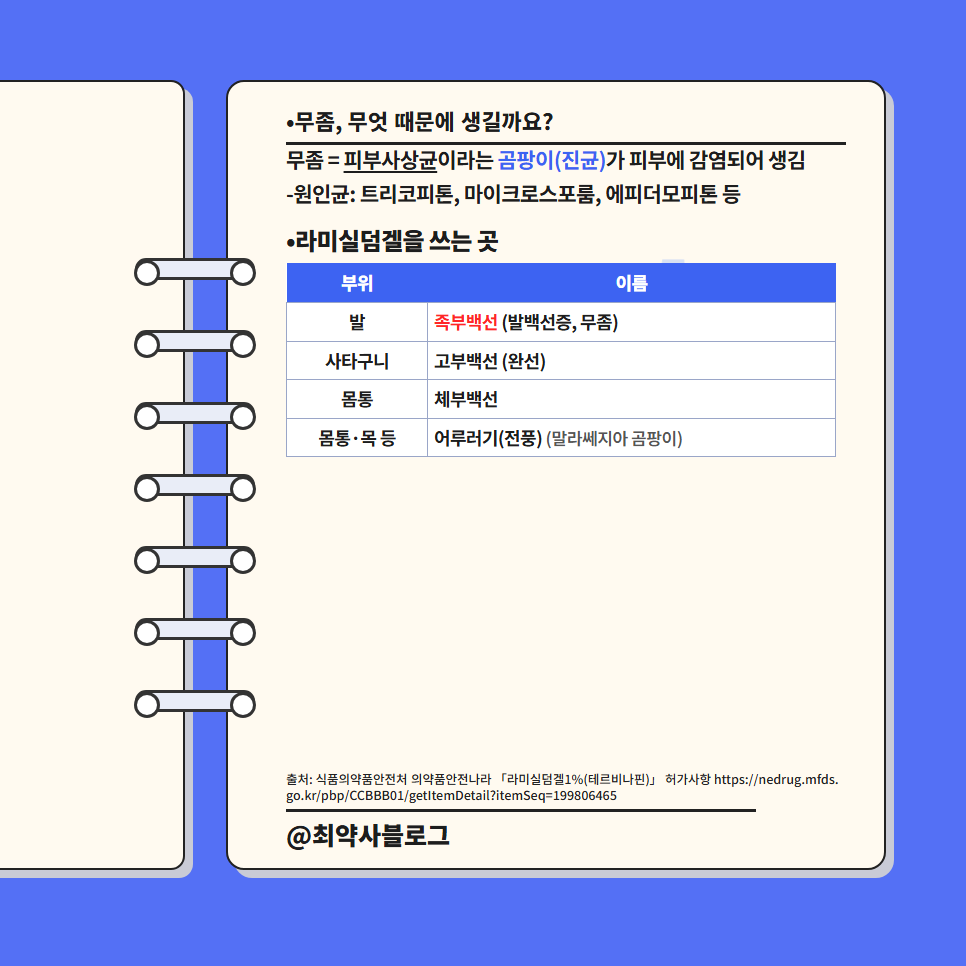 •무좀, 무엇 때문에 생길까요?
무좀 = 피부사상균이라는 곰팡이(진균)가 피부에 감염되어 생김
-원인균: 트리코피톤, 마이크로스포룸, 에피더모피톤 등
•라미실덤겔을 쓰는 곳
부위 이름
발 족부백선 (발백선증, 무좀)
사타구니 고부백선 (완선)
몸통 체부백선
몸통·목 등 어루러기(전풍) (말라쎄지아 곰팡이)
출처: 식품의약품안전처 의약품안전나라 「라미실덤겔1%(테르비나핀)」 허가사항 https://nedrug.mfds.
go.kr/pbp/CCBBB01/getItemDetail?itemSeq=199806465
@최약사블로그